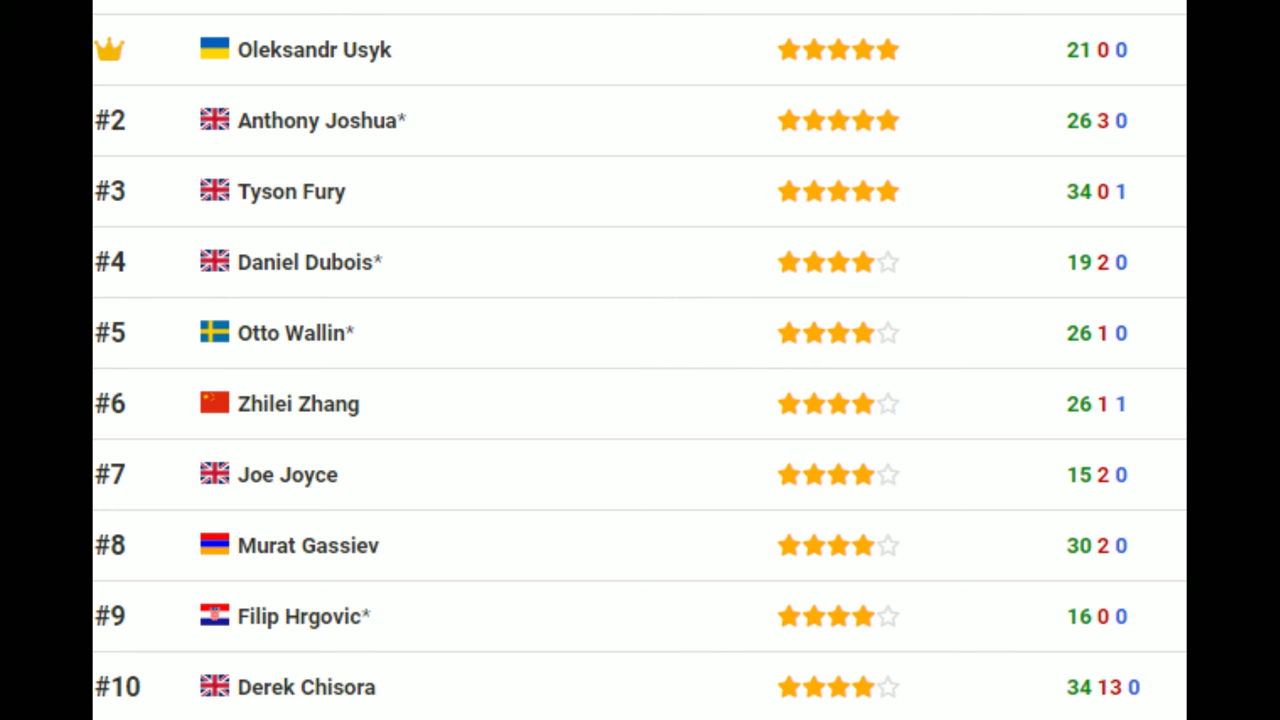 Oleksandr Usyk 21 0 0
#2 Anthony Joshua* 26 3 0
#3 Tyson Fury 34 0 1
#4 Daniel Dubois* 19 2 0
#5 Otto Wallin* 26 1 0
#6 Zhilei Zhang 26 1 1
#7 Joe Joyce 15 2 0
#8 Murat Gassiev 30 2 0
#9 Filip Hrgovic* 16 0 0
#10 Derek Chisora 34 13 0